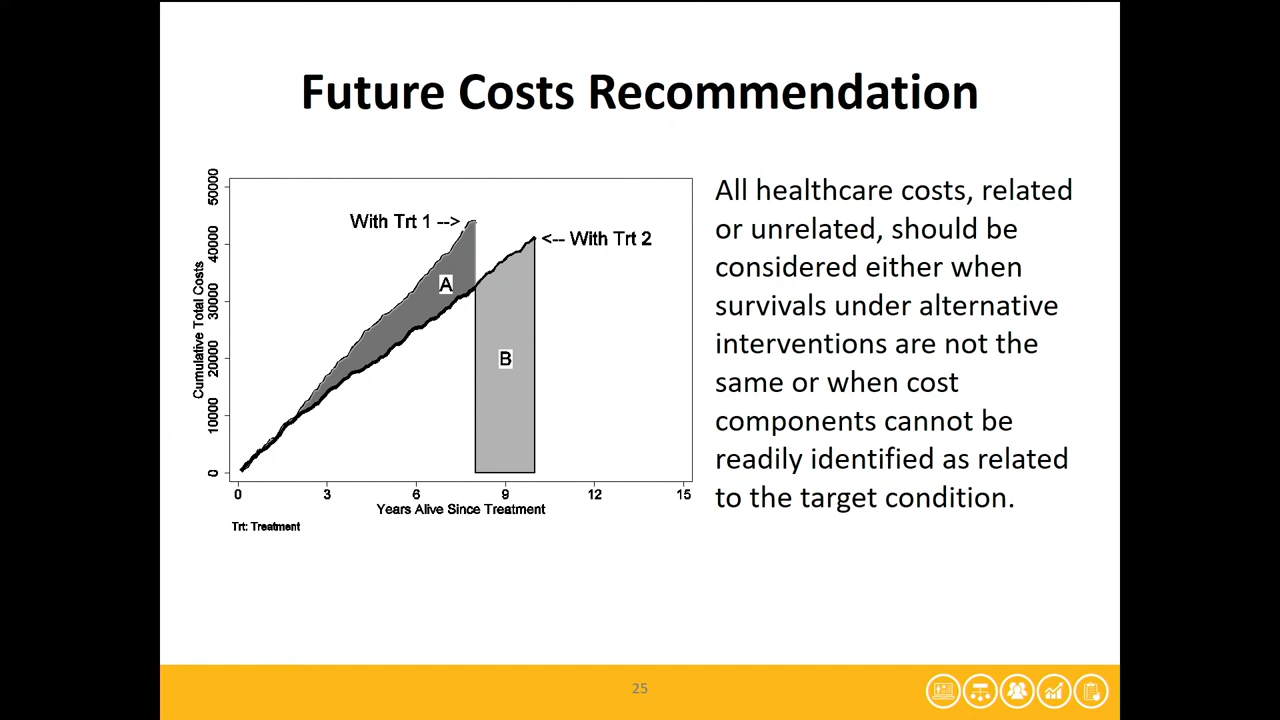 Future Costs Recommendation
50000
40000
30000
20000
10000
0
Cumulative Total Costs
With Trt 1 -->
<-- With Trt 2
A
B
0 3 6 9 12 15
Years Alive Since Treatment
Trt: Treatment
All healthcare costs, related
or unrelated, should be
considered either when
survivals under alternative
interventions are not the
same or when cost
components cannot be
readily identified as related
to the target condition.
25